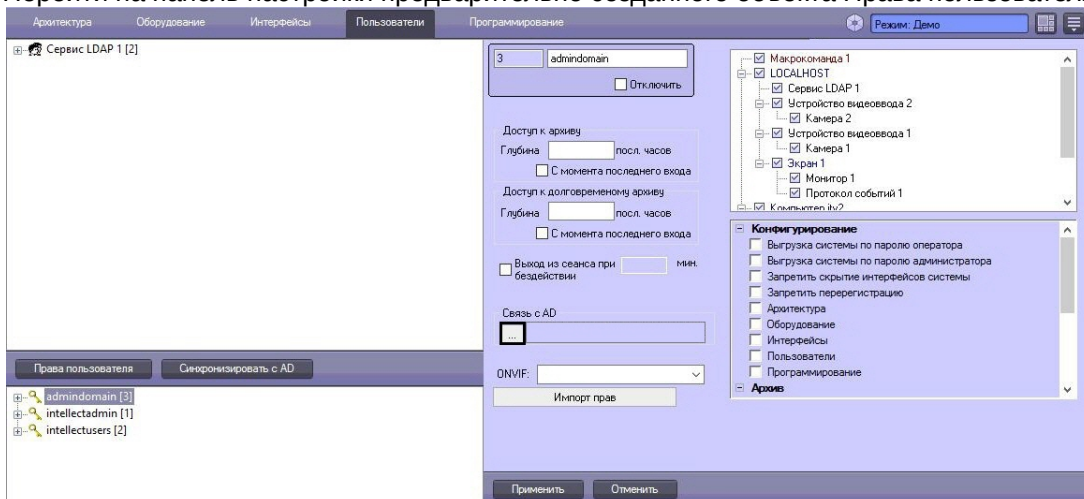 Перейти на панель настройки предварительно созданного объекта Права пользовател
Архитектура Оборудование Интерфейсы Пользователи Программирование Режим: Демо
Сервис LDAP 1 [2]
Права пользователя Синхронизировать с AD
admindomain [3]
intellectadmin [1]
intellectusers [2]
3 admindomain
Отключить
Доступ к архиву
Глубина посл. часов
С момента последнего входа
Доступ к долговременому архиву
Глубина посл. часов
С момента последнего входа
Выход из сеанса при бездействии мин.
Связь с AD
...
ONVIF:
Импорт прав
Применить Отменить
Макрокоманда 1
LOCALHOST
Сервис LDAP 1
Устройство видеоввода 2
Камера 2
Устройство видеоввода 1
Камера 1
Экран 1
Монитор 1
Протокол событий 1
Компьютер itv2
Конфигурирование
Выгрузка системы по паролю оператора
Выгрузка системы по паролю администратора
Запретить скрытие интерфейсов системы
Запретить перерегистрацию
Архитектура
Оборудование
Интерфейсы
Пользователи
Программирование
Архив